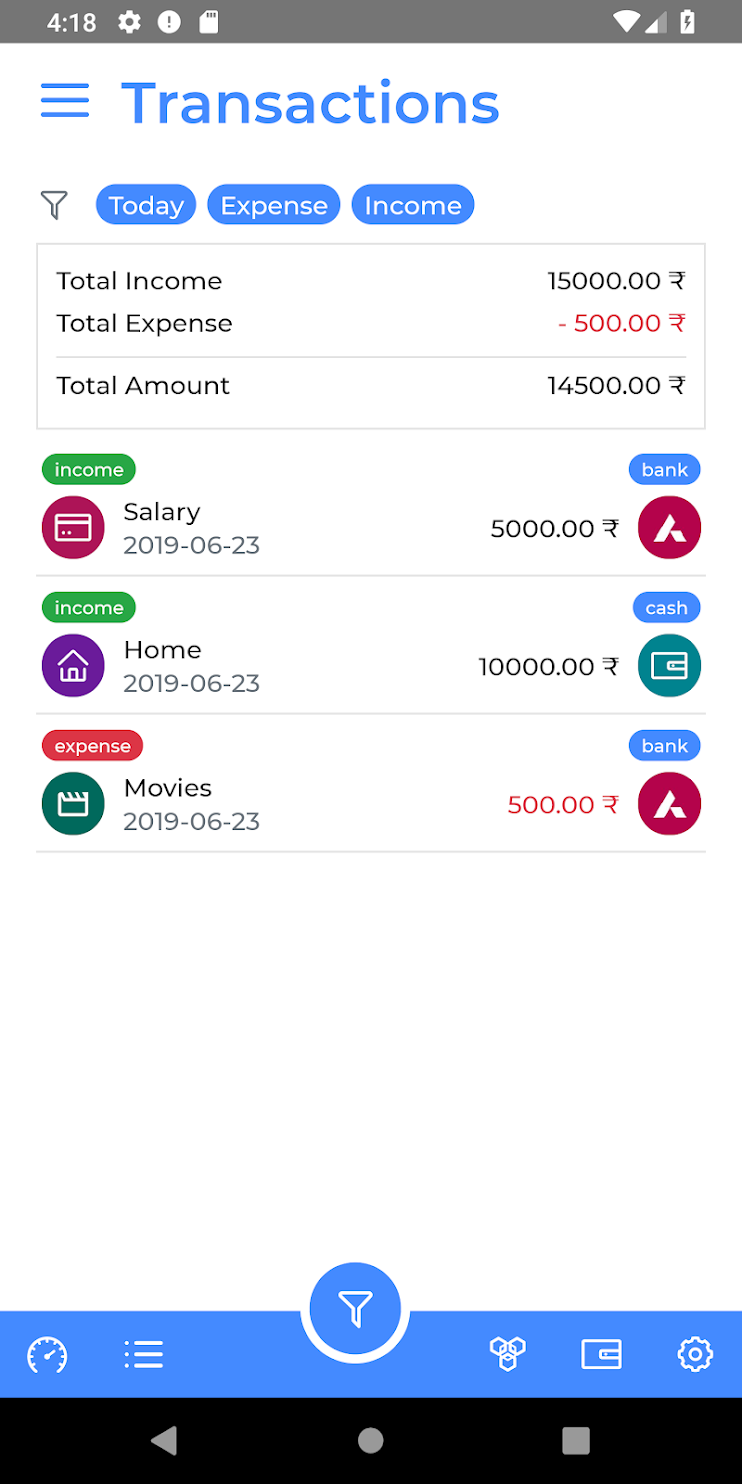 4:18
Transactions
Today Expense Income
Total Income 15000.00 ₹
Total Expense - 500.00 ₹
Total Amount 14500.00 ₹
income bank
Salary
5000.00 ₹
2019-06-23
income cash
Home
10000.00 ₹
2019-06-23
expense bank
Movies
500.00 ₹
2019-06-23